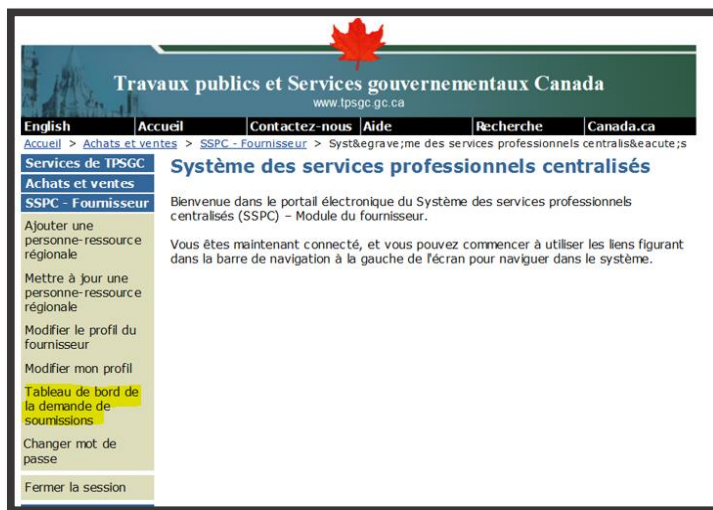 Travaux publics et Services gouvernementaux Canada
www.tpsgc.gc.ca
English Accueil Contactez-nous Aide Recherche Canada.ca
Accueil > Achats et ventes > SSPC - Fournisseur > Syst&egrave;me des services professionnels centralis&eacute;s
Services de TPSGC
Achats et ventes
SSPC - Fournisseur
Ajouter une
personne-ressource
régionale
Mettre à jour une
personne-ressource
régionale
Modifier le profil du
fournisseur
Modifier mon profil
Tableau de bord de
la demande de
soumissions
Changer mot de
passe
Fermer la session
Système des services professionnels centralisés
Bienvenue dans le portail électronique du Système des services professionnels
centralisés (SSPC) – Module du fournisseur.
Vous êtes maintenant connecté, et vous pouvez commencer à utiliser les liens figurant
dans la barre de navigation à la gauche de l'écran pour naviguer dans le système.